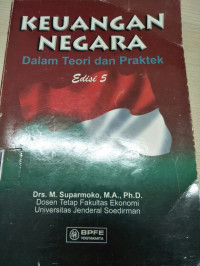 KEUANGAN
NEGARA
Dalam Teori dan Praktek
Edisi 5
Drs. M. Suparmoko, M.A., Ph.D.
Dosen Tetap Fakultas Ekonomi
Universitas Jenderal Soedirman
BPFE
YOGYAKARTA